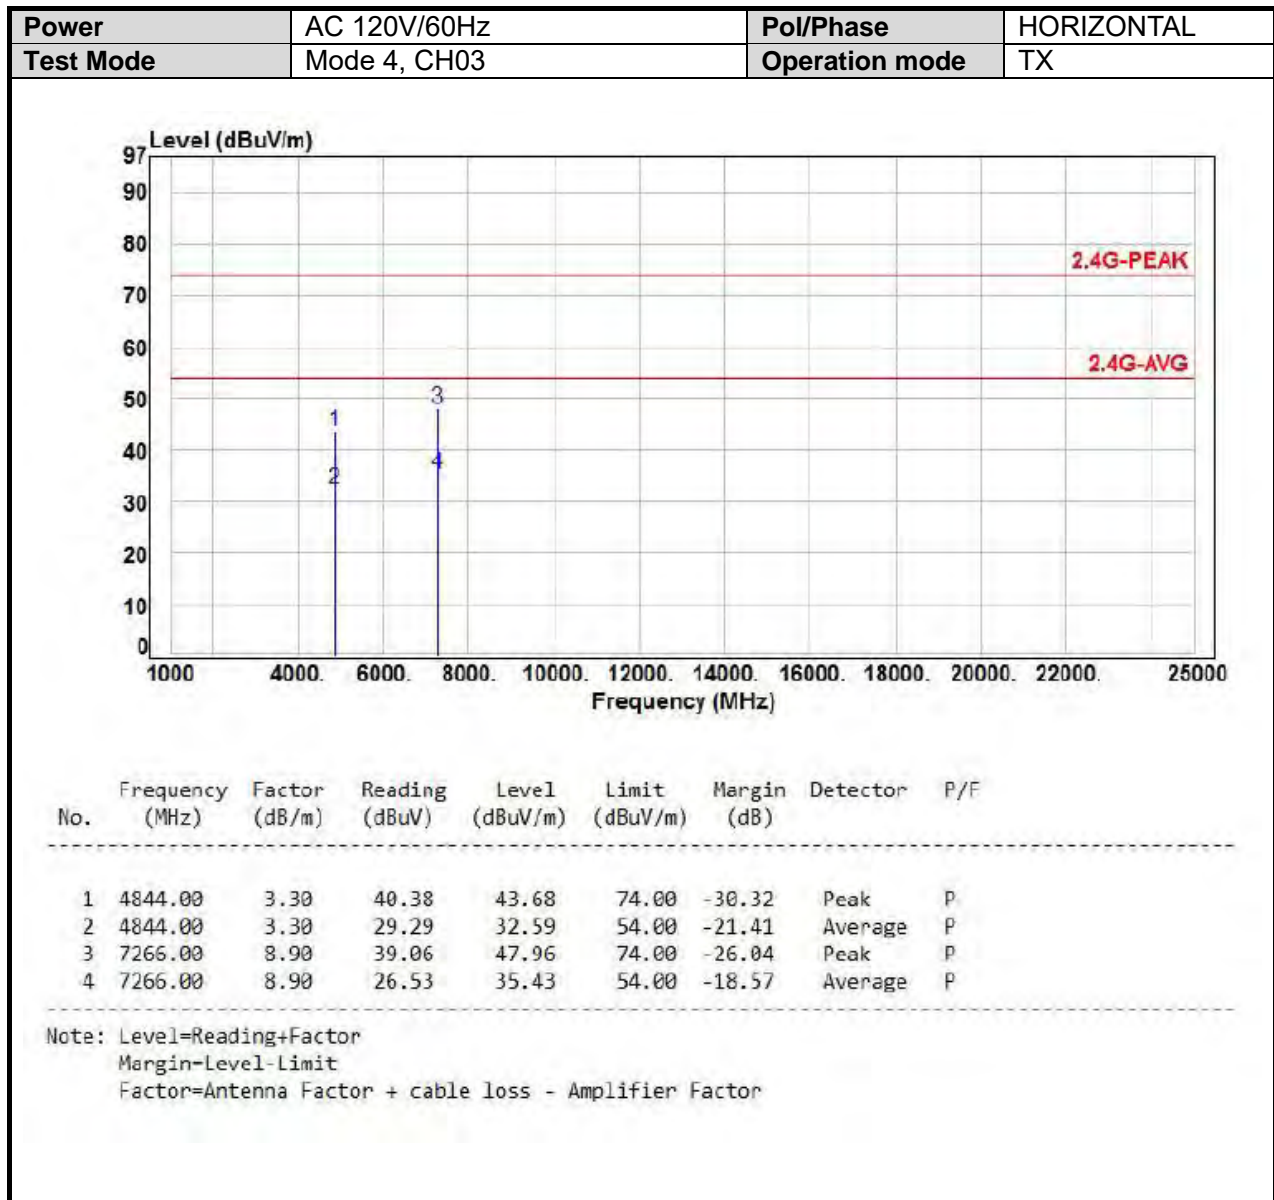 Power AC 120V/60Hz Pol/Phase HORIZONTAL
Test Mode Mode 4, CH03 Operation mode TX
Level (dBuV/m)
97
90
80
2.4G-PEAK
70
60
2.4G-AVG
50
3
1
40
4
2
30
20
10
0
1000 4000. 6000. 8000. 10000. 12000. 14000. 16000. 18000. 20000. 22000. 25000
Frequency (MHz)
Frequency Factor Reading Level Limit Margin Detector P/F
No. (MHz) (dB/m) (dBuV) (dBuV/m) (dBuV/m) (dB)
1 4844.00 3.30 40.38 43.68 74.00 -30.32 Peak P
2 4844.00 3.30 29.29 32.59 54.00 -21.41 Average P
3 7266.00 8.90 39.06 47.96 74.00 -26.04 Peak P
4 7266.00 8.90 26.53 35.43 54.00 -18.57 Average P
Note: Level=Reading+Factor
Margin=Level-Limit
Factor=Antenna Factor + cable loss - Amplifier Factor